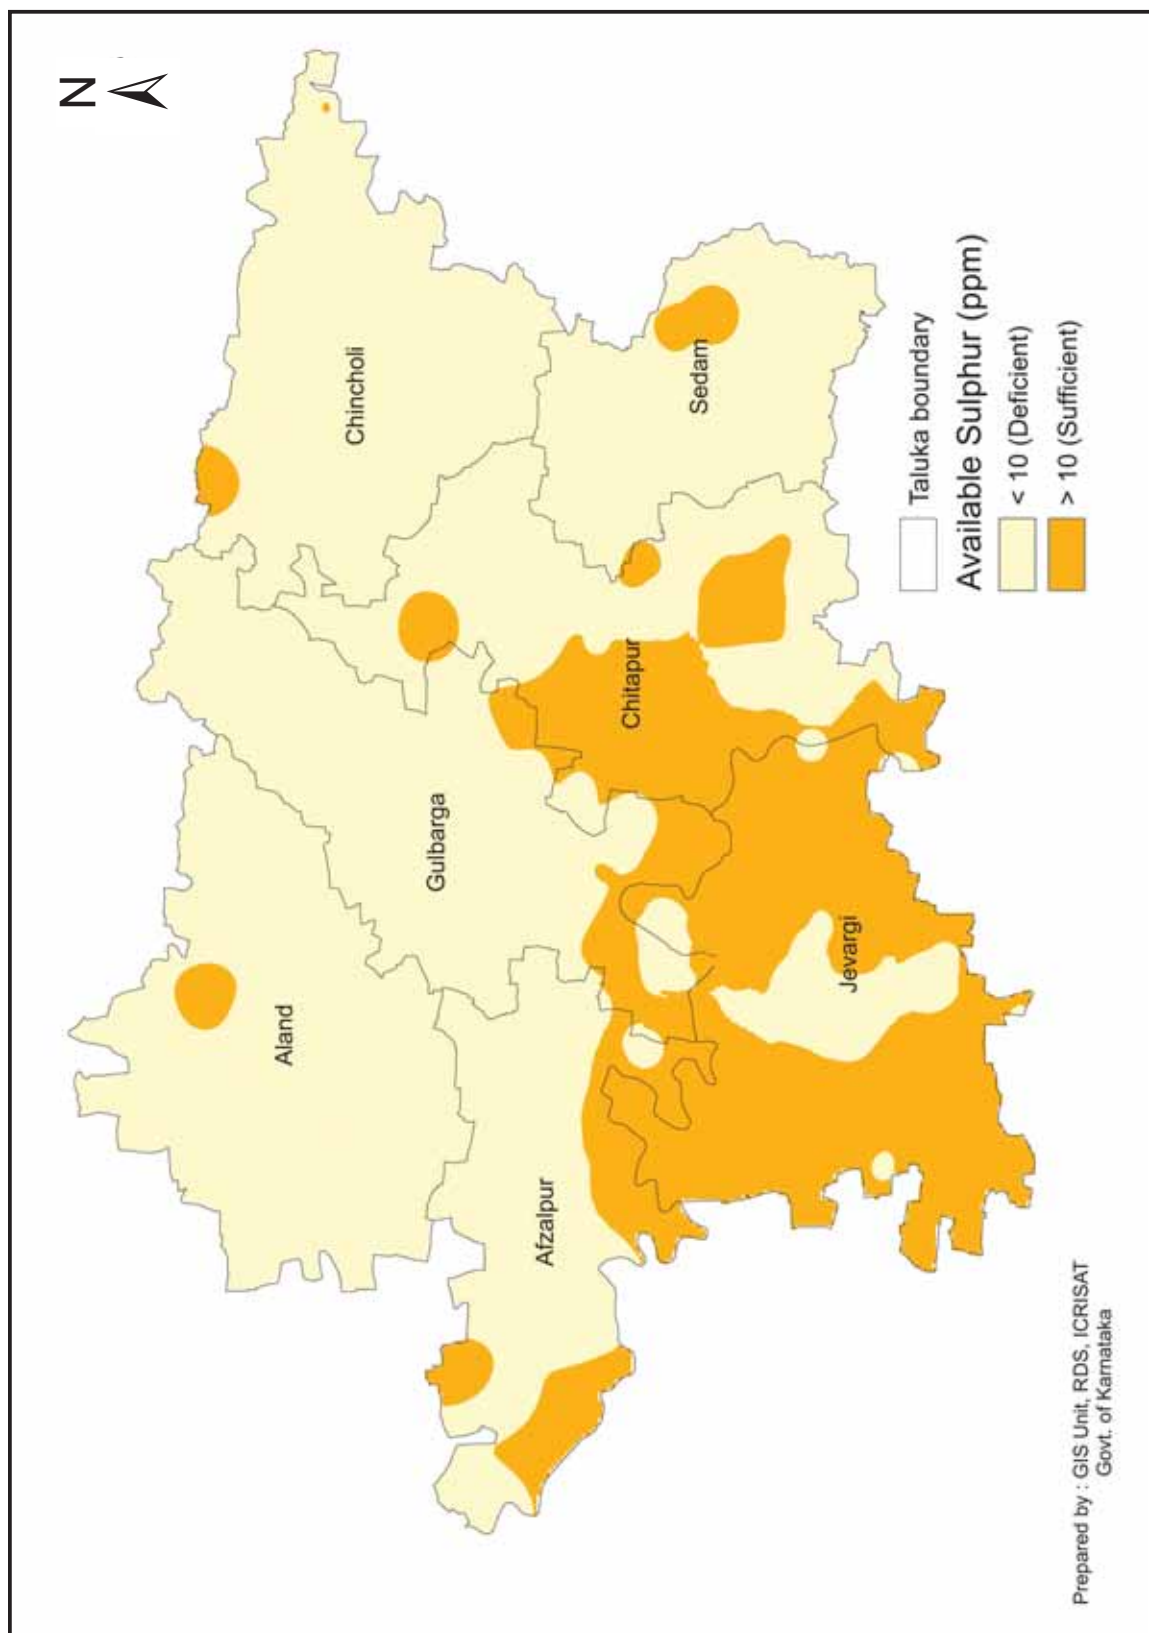 N
Chincholi
Sedam
Gulbarga
Chitapur
Aland
Afzalpur
Jevargi
Taluka boundary
Available Sulphur (ppm)
< 10 (Deficient)
> 10 (Sufficient)
Prepared by : GIS Unit, RDS, ICRISAT
Govt. of Karnataka